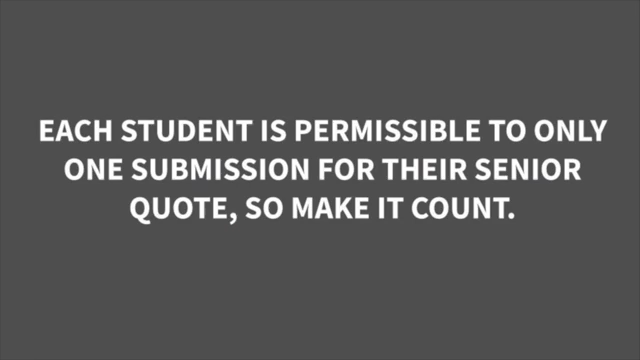 EACH STUDENT IS PERMISSIBLE TO ONLY
ONE SUBMISSION FOR THEIR SENIOR
QUOTE, SO MAKE IT COUNT.